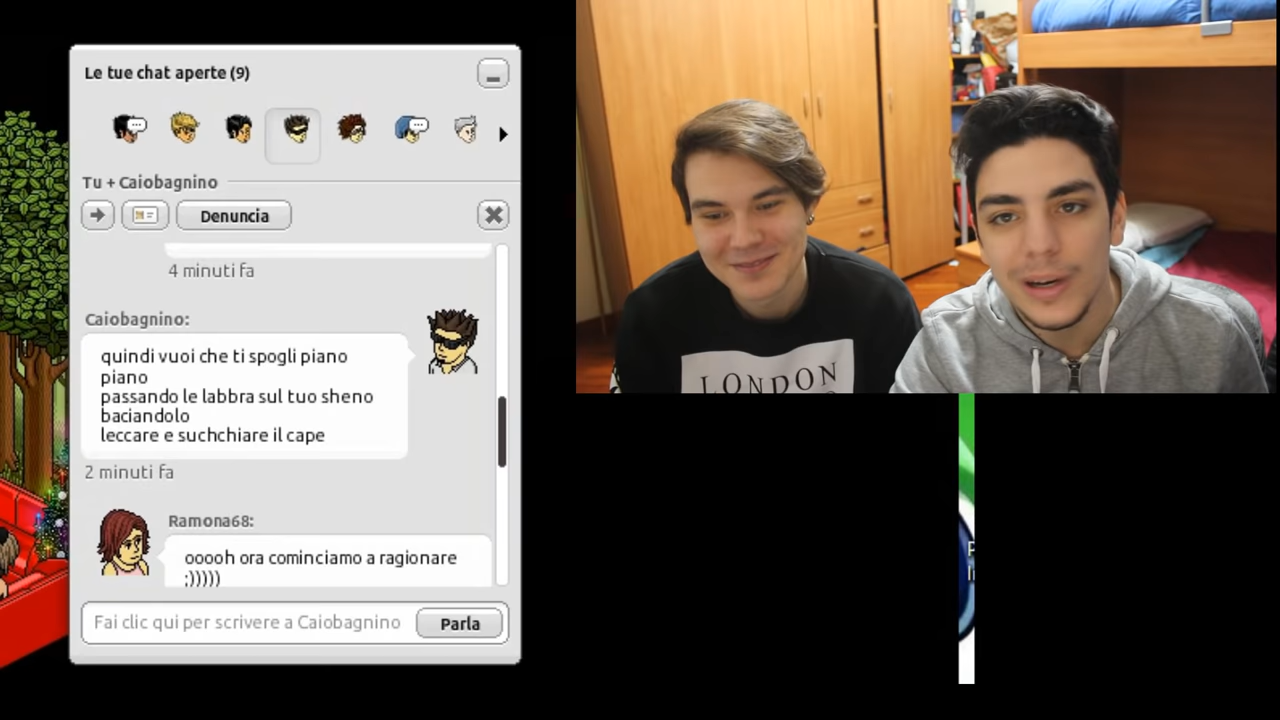 Le tue chat aperte (9)
Tu + Caiobagnino
Denuncia
4 minuti fa
Caiobagnino:
quindi vuoi che ti spogli piano
piano
passando le labbra sul tuo sheno
baciandolo
leccare e suchchiare il cape
2 minuti fa
Ramona68:
ooooh ora cominciamo a ragionare
;)))))
Fai clic qui per scrivere a Caiobagnino
Parla
LONDON